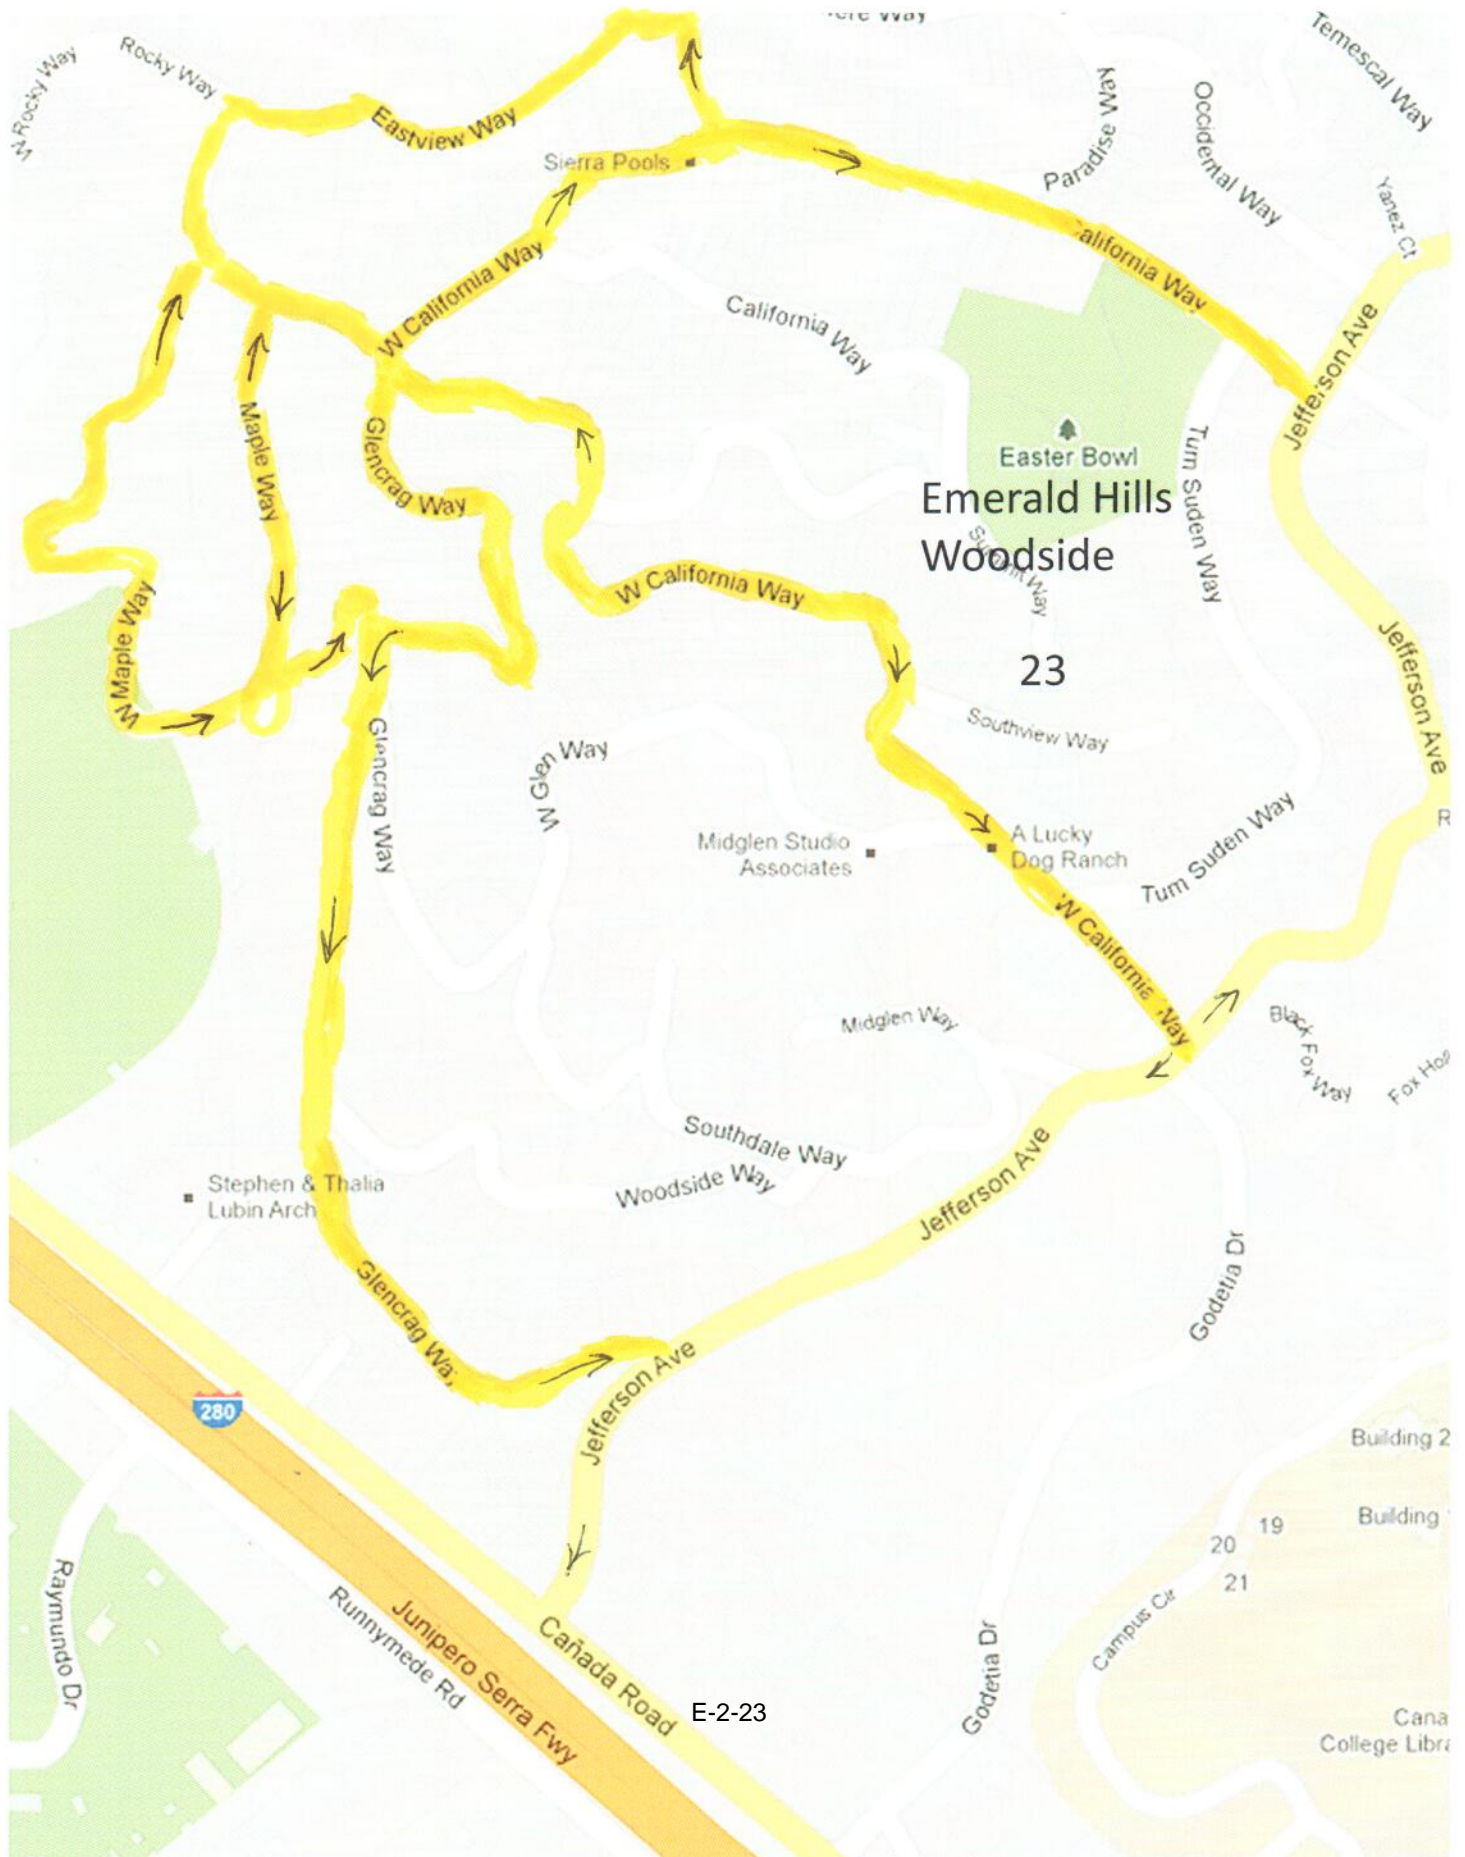 Rocky Way
Rocky Way
W
Eastview Way
Sierra Pools
Paradise Way
Occidental Way
Temescal Way
Yanez Ct
W California Way
California Way
alifornia Way
Jefferson Ave
Maple Way
Glencrag Way
Easter Bowl
Emerald Hills
Woodside
Summit Way
Turn Suden Way
W California Way
W Maple Way
23
Jefferson Ave
Southview Way
Glencrag Way
W Glen Way
Midglen Studio
Associates
A Lucky
Dog Ranch
Turn Suden Way
R
W California Way
Midglen Way
Black Fox Way
Fox Hol
Southdale Way
Woodside Way
Jefferson Ave
Stephen & Thalia
Lubin Arch
Godetia Dr
Glencrag Wa
Jefferson Ave
280
Building 2
Building
19
20
21
Campus Cir
Raymundo Dr
Runnymede Rd
Junipero Serra Fwy
Cañada Road
E-2-23
Godetia Dr
Cana
College Libra